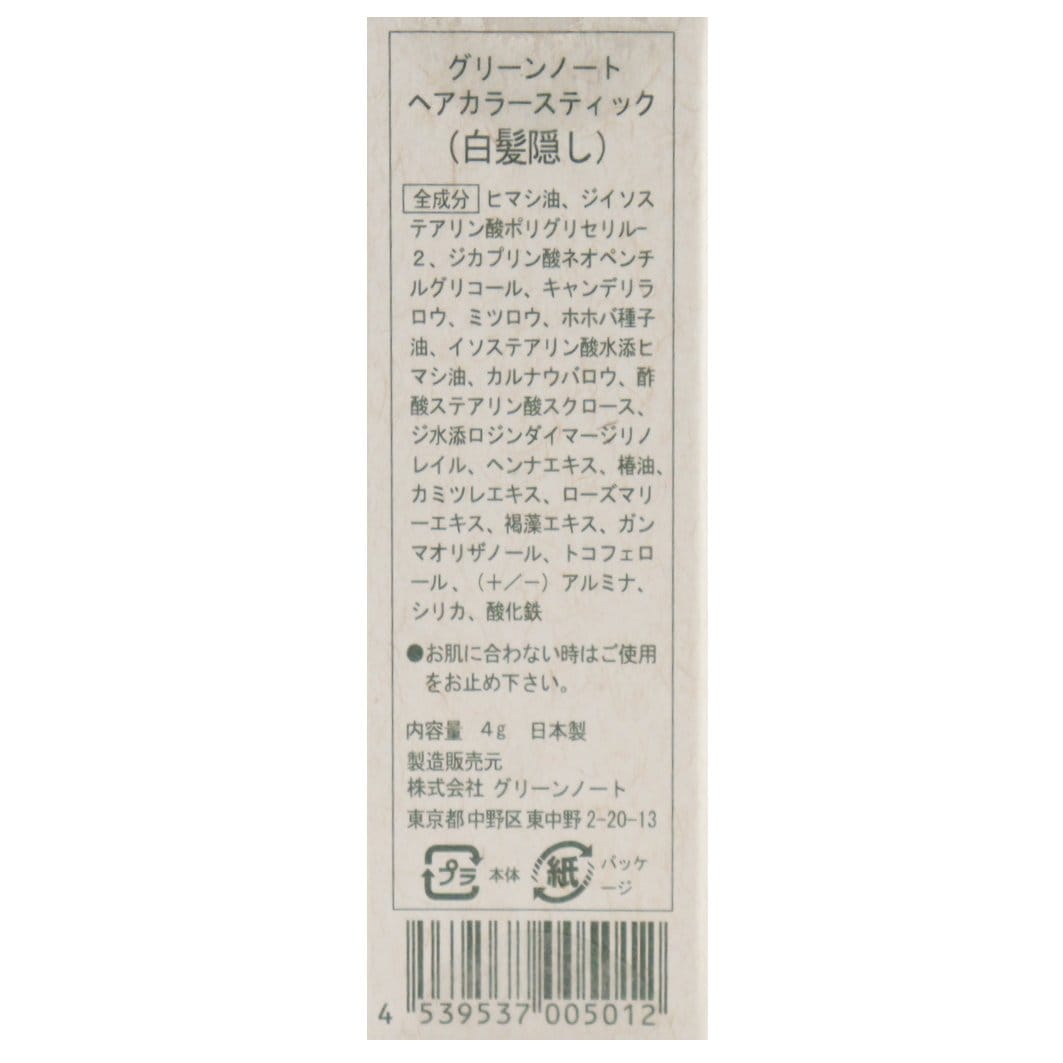 グリーンノート
ヘアカラースティック
(白髪隠し)
全成分 ヒマシ油、ジイソス
テアリン酸ポリグリセリル-
2、ジカプリン酸ネオペンチ
ルグリコール、キャンデリラ
ロウ、ミツロウ、ホホバ種子
油、イソステアリン酸水添ヒ
マシ油、カルナウバロウ、酢
酸ステアリン酸スクロース、
ジ水添ロジンダイマージリノ
レイル、ヘンナエキス、椿油、
カミツレエキス、ローズマリ
ーエキス、褐藻エキス、ガン
マオリザノール、トコフェロ
ール、(+/-)アルミナ、
シリカ、酸化鉄
●お肌に合わない時はご使用
をお止め下さい。
内容量 4g 日本製
製造販売元
株式会社 グリーンノート
東京都中野区東中野2-20-13
プラ 本体 紙 パッケ
ージ
4 539537 005012